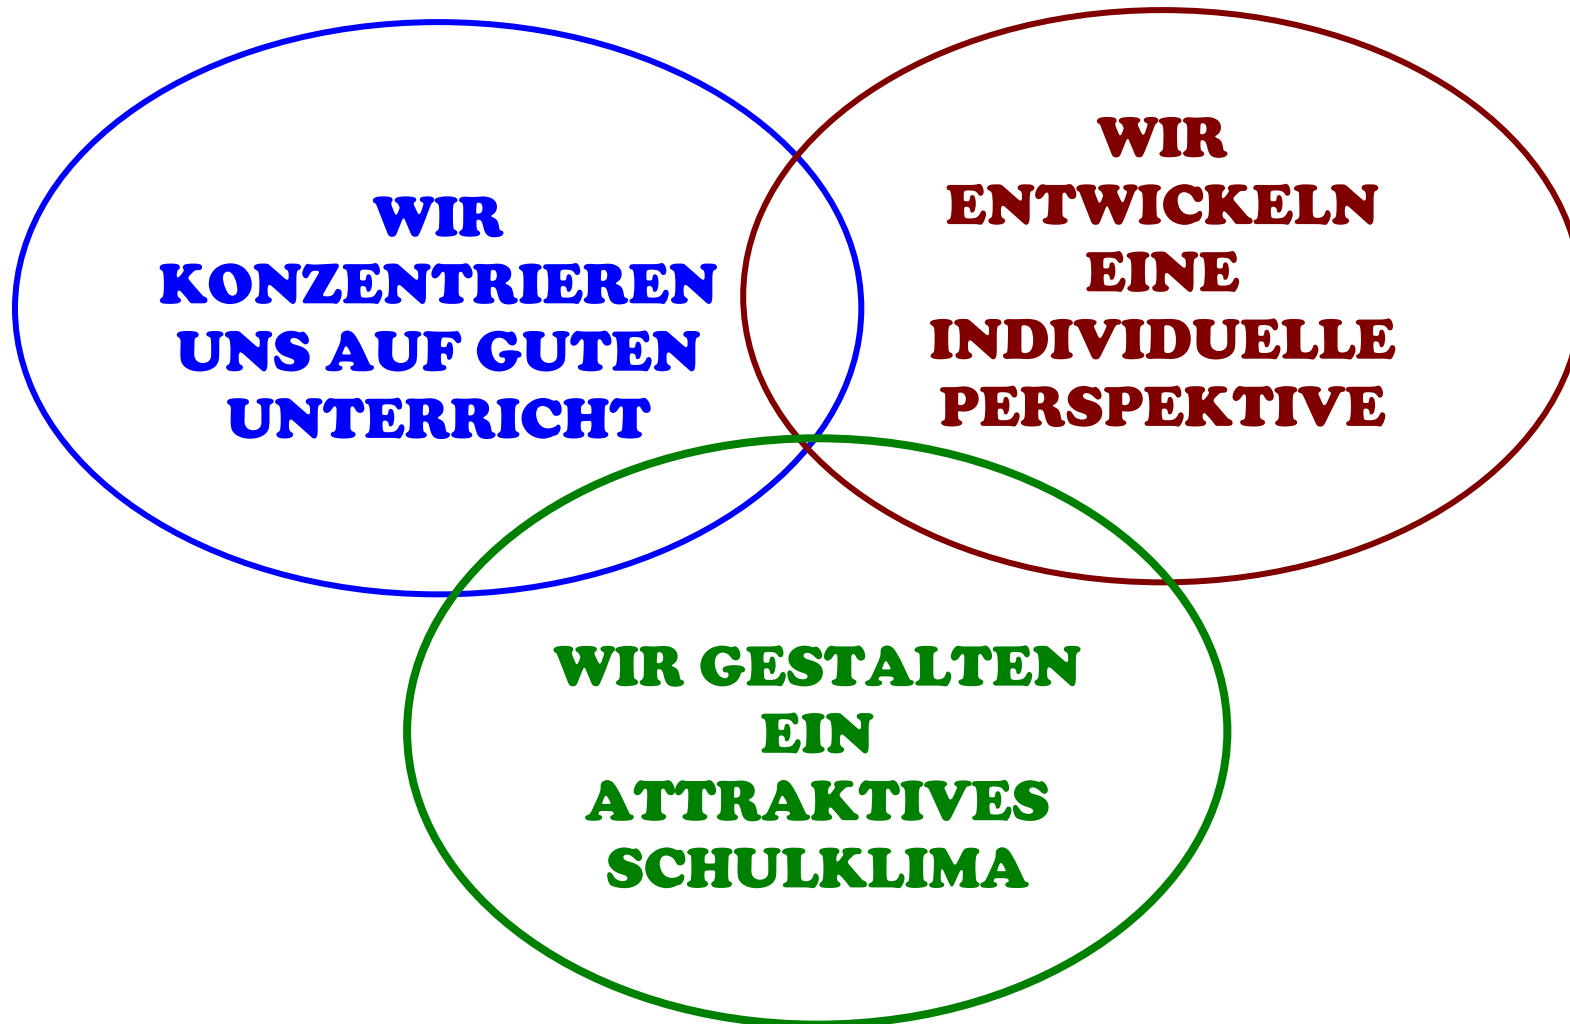 WIR
KONZENTRIEREN
UNS AUF GUTEN
UNTERRICHT
WIR
ENTWICKELN
EINE
INDIVIDUELLE
PERSPEKTIVE
WIR GESTALTEN
EIN
ATTRAKTIVES
SCHULKLIMA